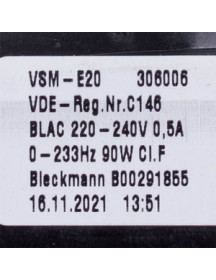 VSM-E20 306006
VDE-Reg.Nr.C146
BLAC 220-240V 0,5A
0-233Hz 90W Cl.F
Bleckmann B00291855
16.11.2021 13:51